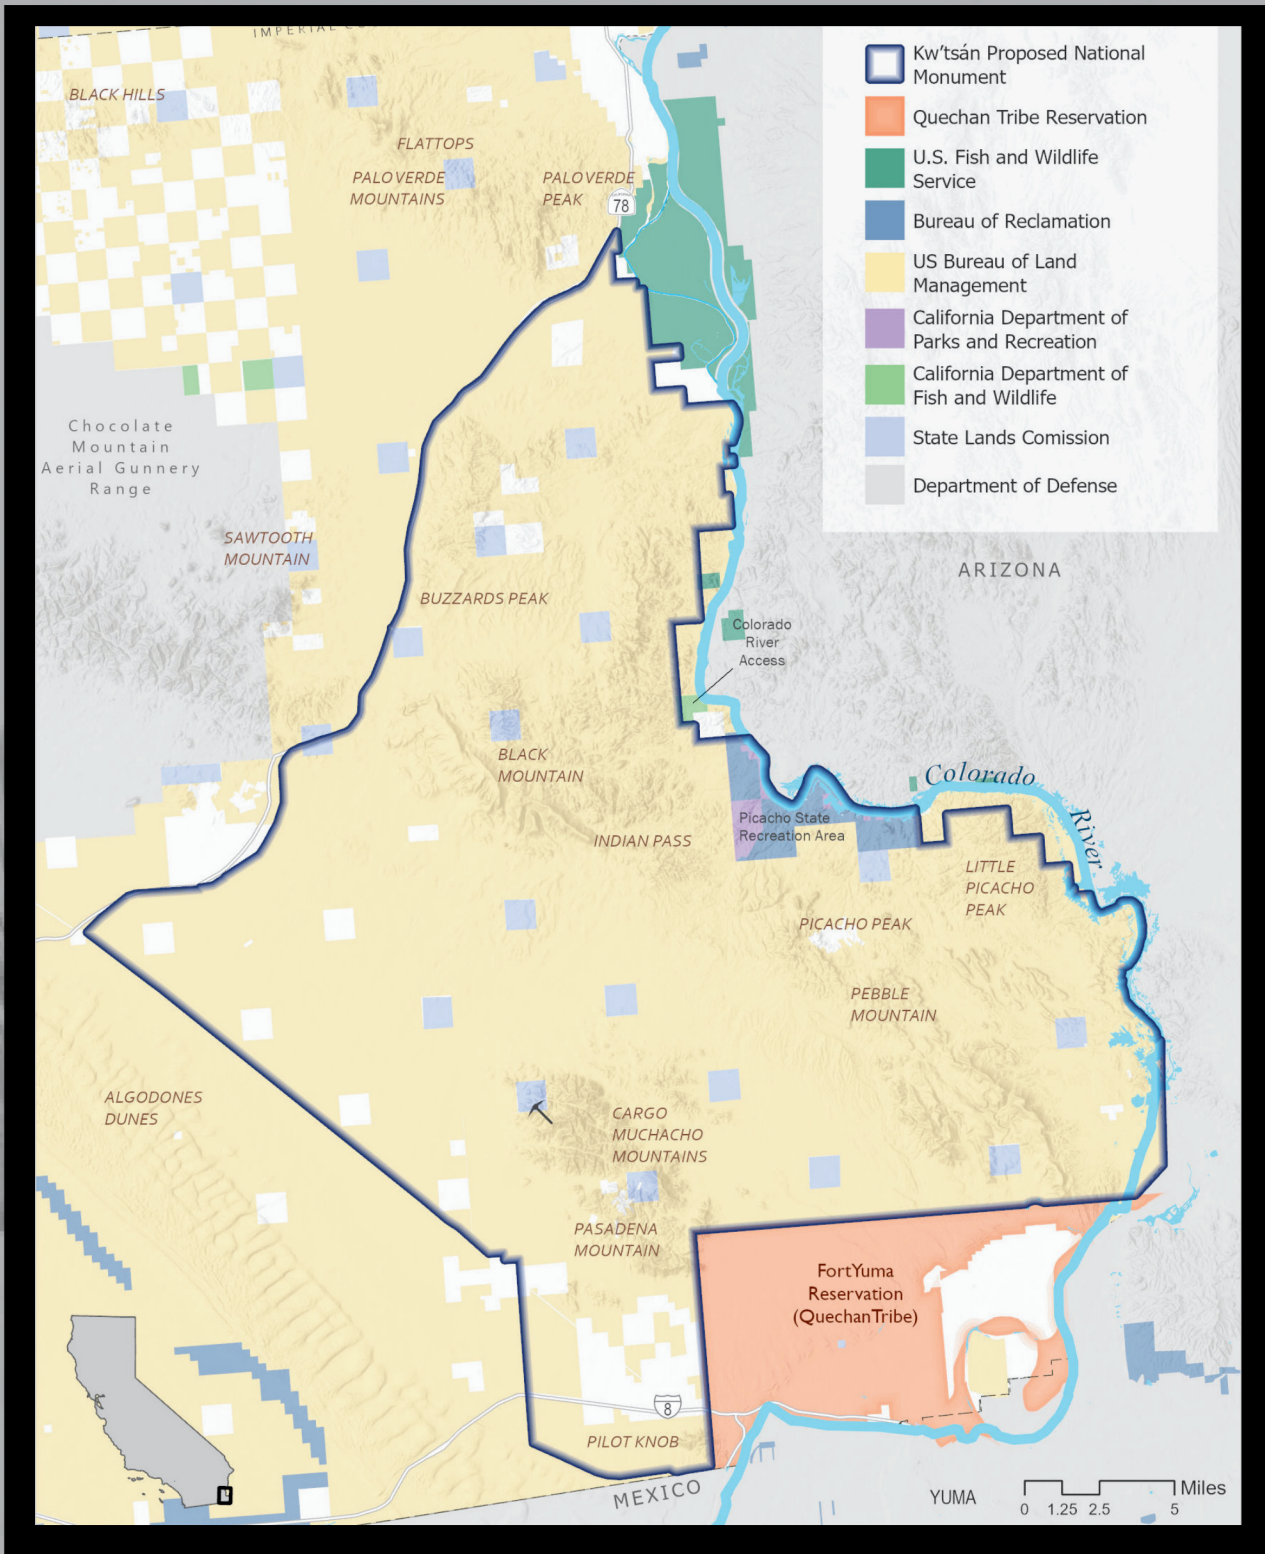 IMPERIAL
BLACK HILLS
FLATTOPS
PALO VERDE
MOUNTAINS
PALO VERDE
PEAK
78
Kw'tsán Proposed National
Monument
Quechan Tribe Reservation
U.S. Fish and Wildlife
Service
Bureau of Reclamation
US Bureau of Land
Management
California Department of
Parks and Recreation
California Department of
Fish and Wildlife
State Lands Comission
Department of Defense
Chocolate
Mountain
Aerial Gunnery
Range
SAWTOOTH
MOUNTAIN
ARIZONA
BUZZARDS PEAK
Colorado
River
Access
BLACK
MOUNTAIN
Colorado
River
INDIAN PASS
Picacho State
Recreation Area
LITTLE
PICACHO
PEAK
PICACHO PEAK
PEBBLE
MOUNTAIN
ALGODONES
DUNES
CARGO
MUCHACHO
MOUNTAINS
PASADENA
MOUNTAIN
FortYuma
Reservation
(QuechanTribe)
8
PILOT KNOB
MEXICO
YUMA
Miles
0 1.25 2.5 5